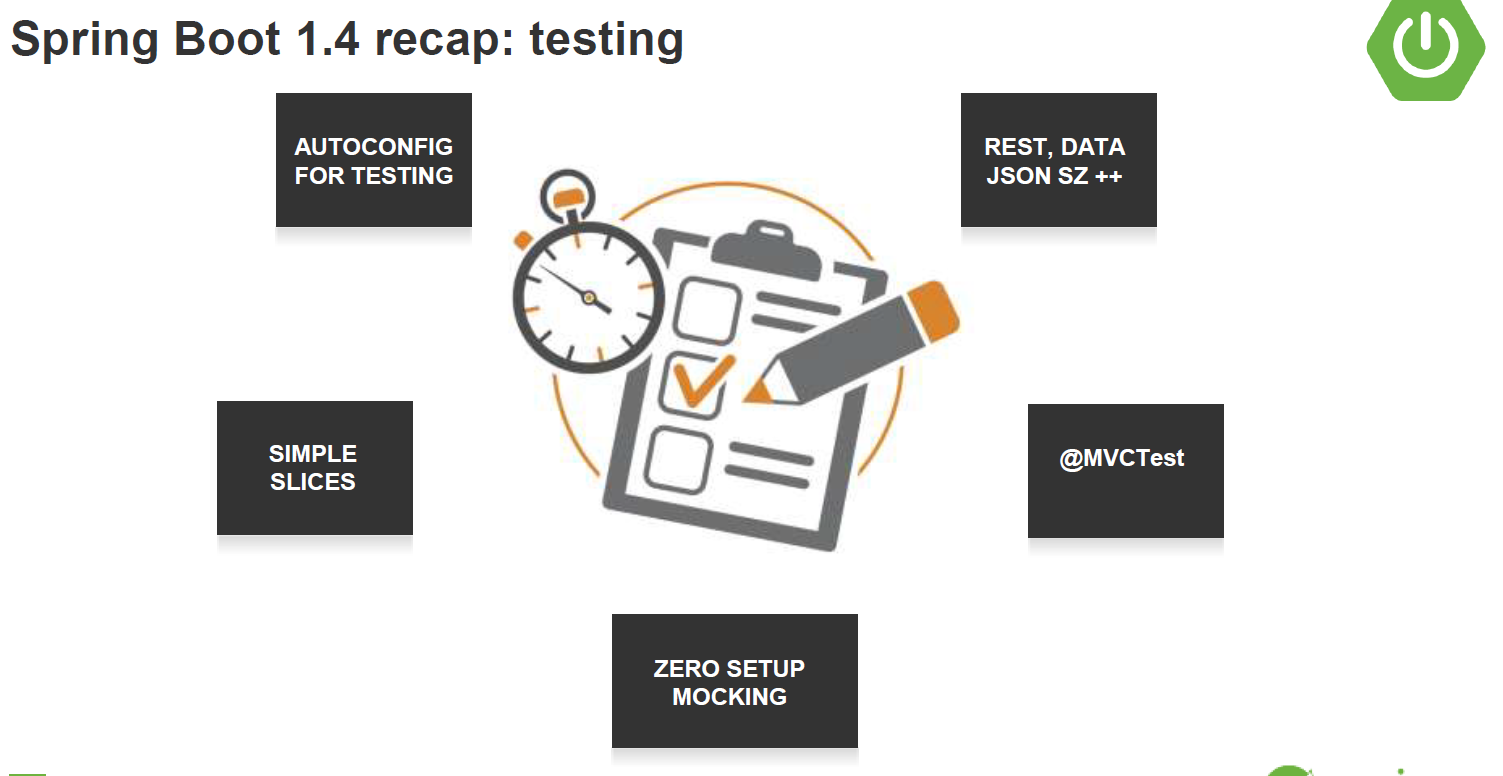 Spring Boot 1.4 recap: testing
AUTOCONFIG
FOR TESTING
REST, DATA
JSON SZ ++
SIMPLE
SLICES
@MVCTest
ZERO SETUP
MOCKING